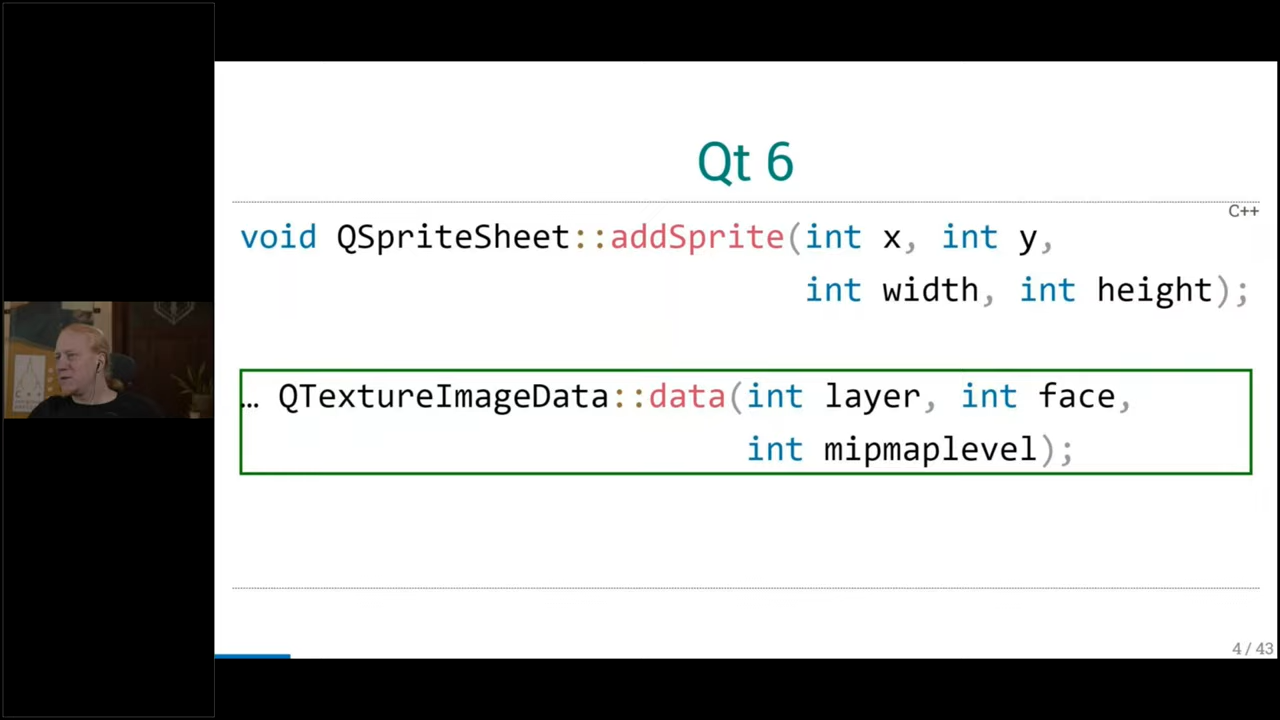 Qt 6
C++
void QSpriteSheet::addSprite(int x, int y,
int width, int height);
… QTextureImageData::data(int layer, int face,
int mipmaplevel);
4 / 43
C++